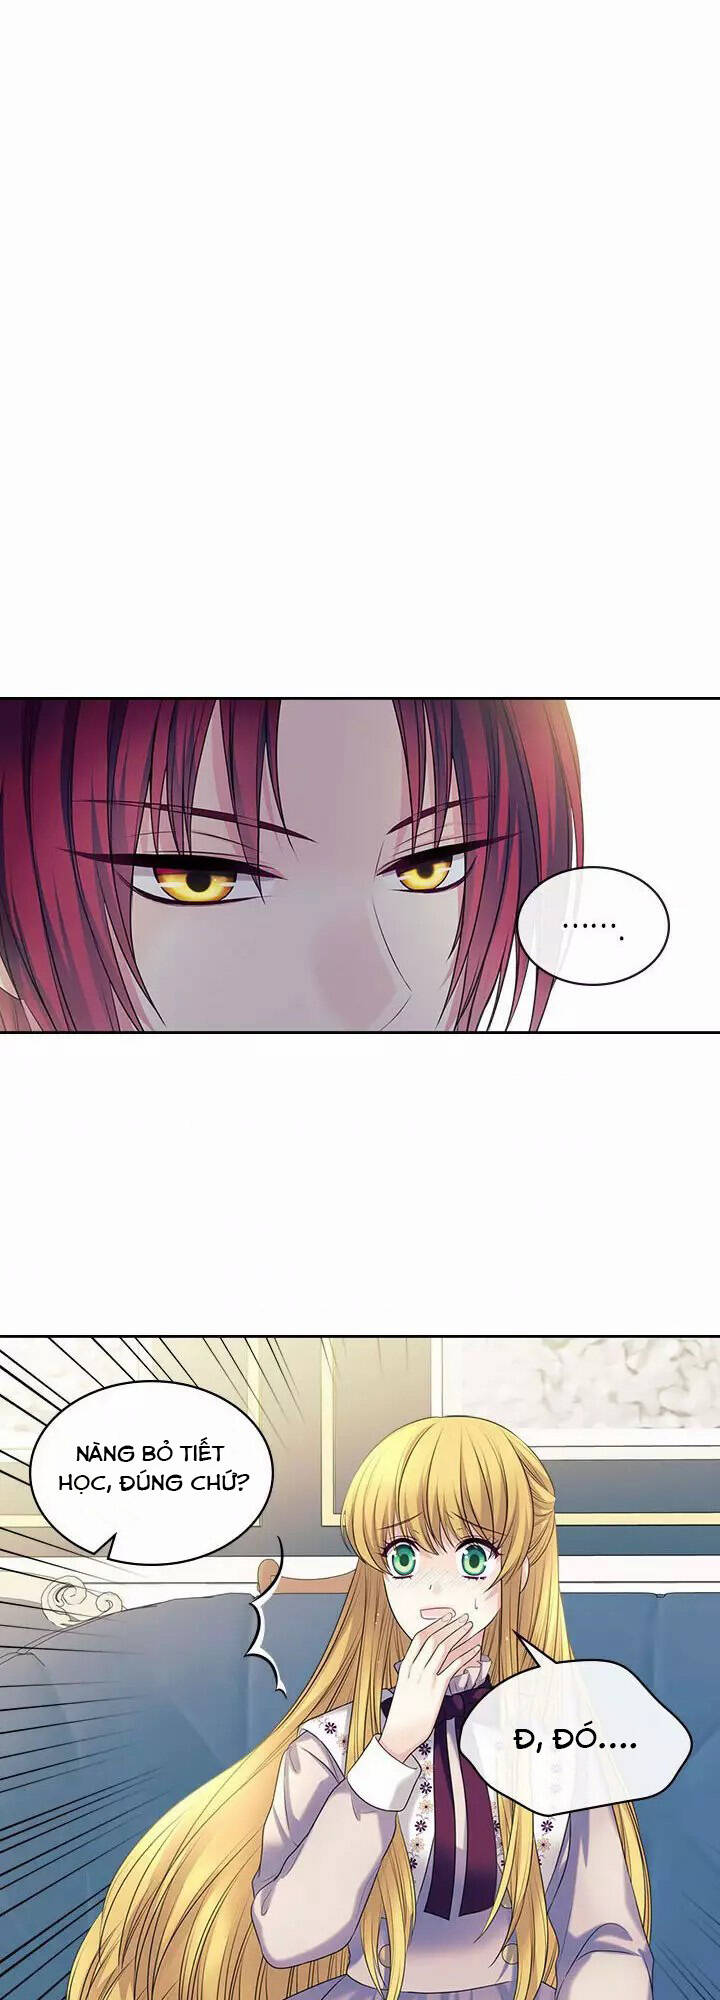 …….
NÀNG BỎ TIẾT
HỌC, ĐÚNG CHỨ?
Đ, ĐÓ....